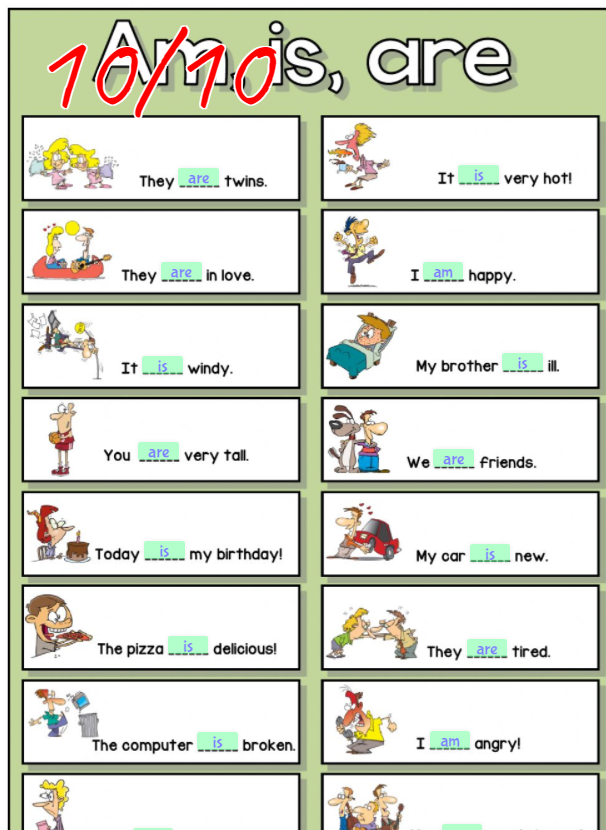 Am, is, are
10/10
They are twins.
It is very hot!
They are in love.
I am happy.
It is windy.
My brother is ill.
You are very tall.
We are friends.
Today is my birthday!
My car is new.
The pizza is delicious!
They are tired.
The computer is broken.
I am angry!